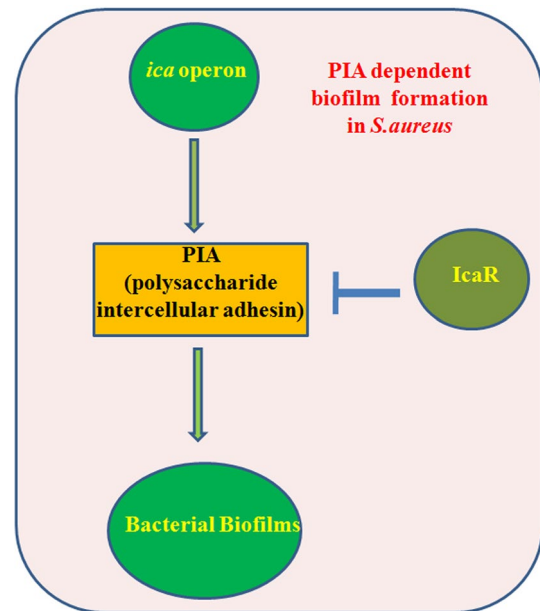 ica operon
PIA dependent
biofilm formation
in S.aureus
PIA
(polysaccharide
intercellular adhesin)
IcaR
Bacterial Biofilms